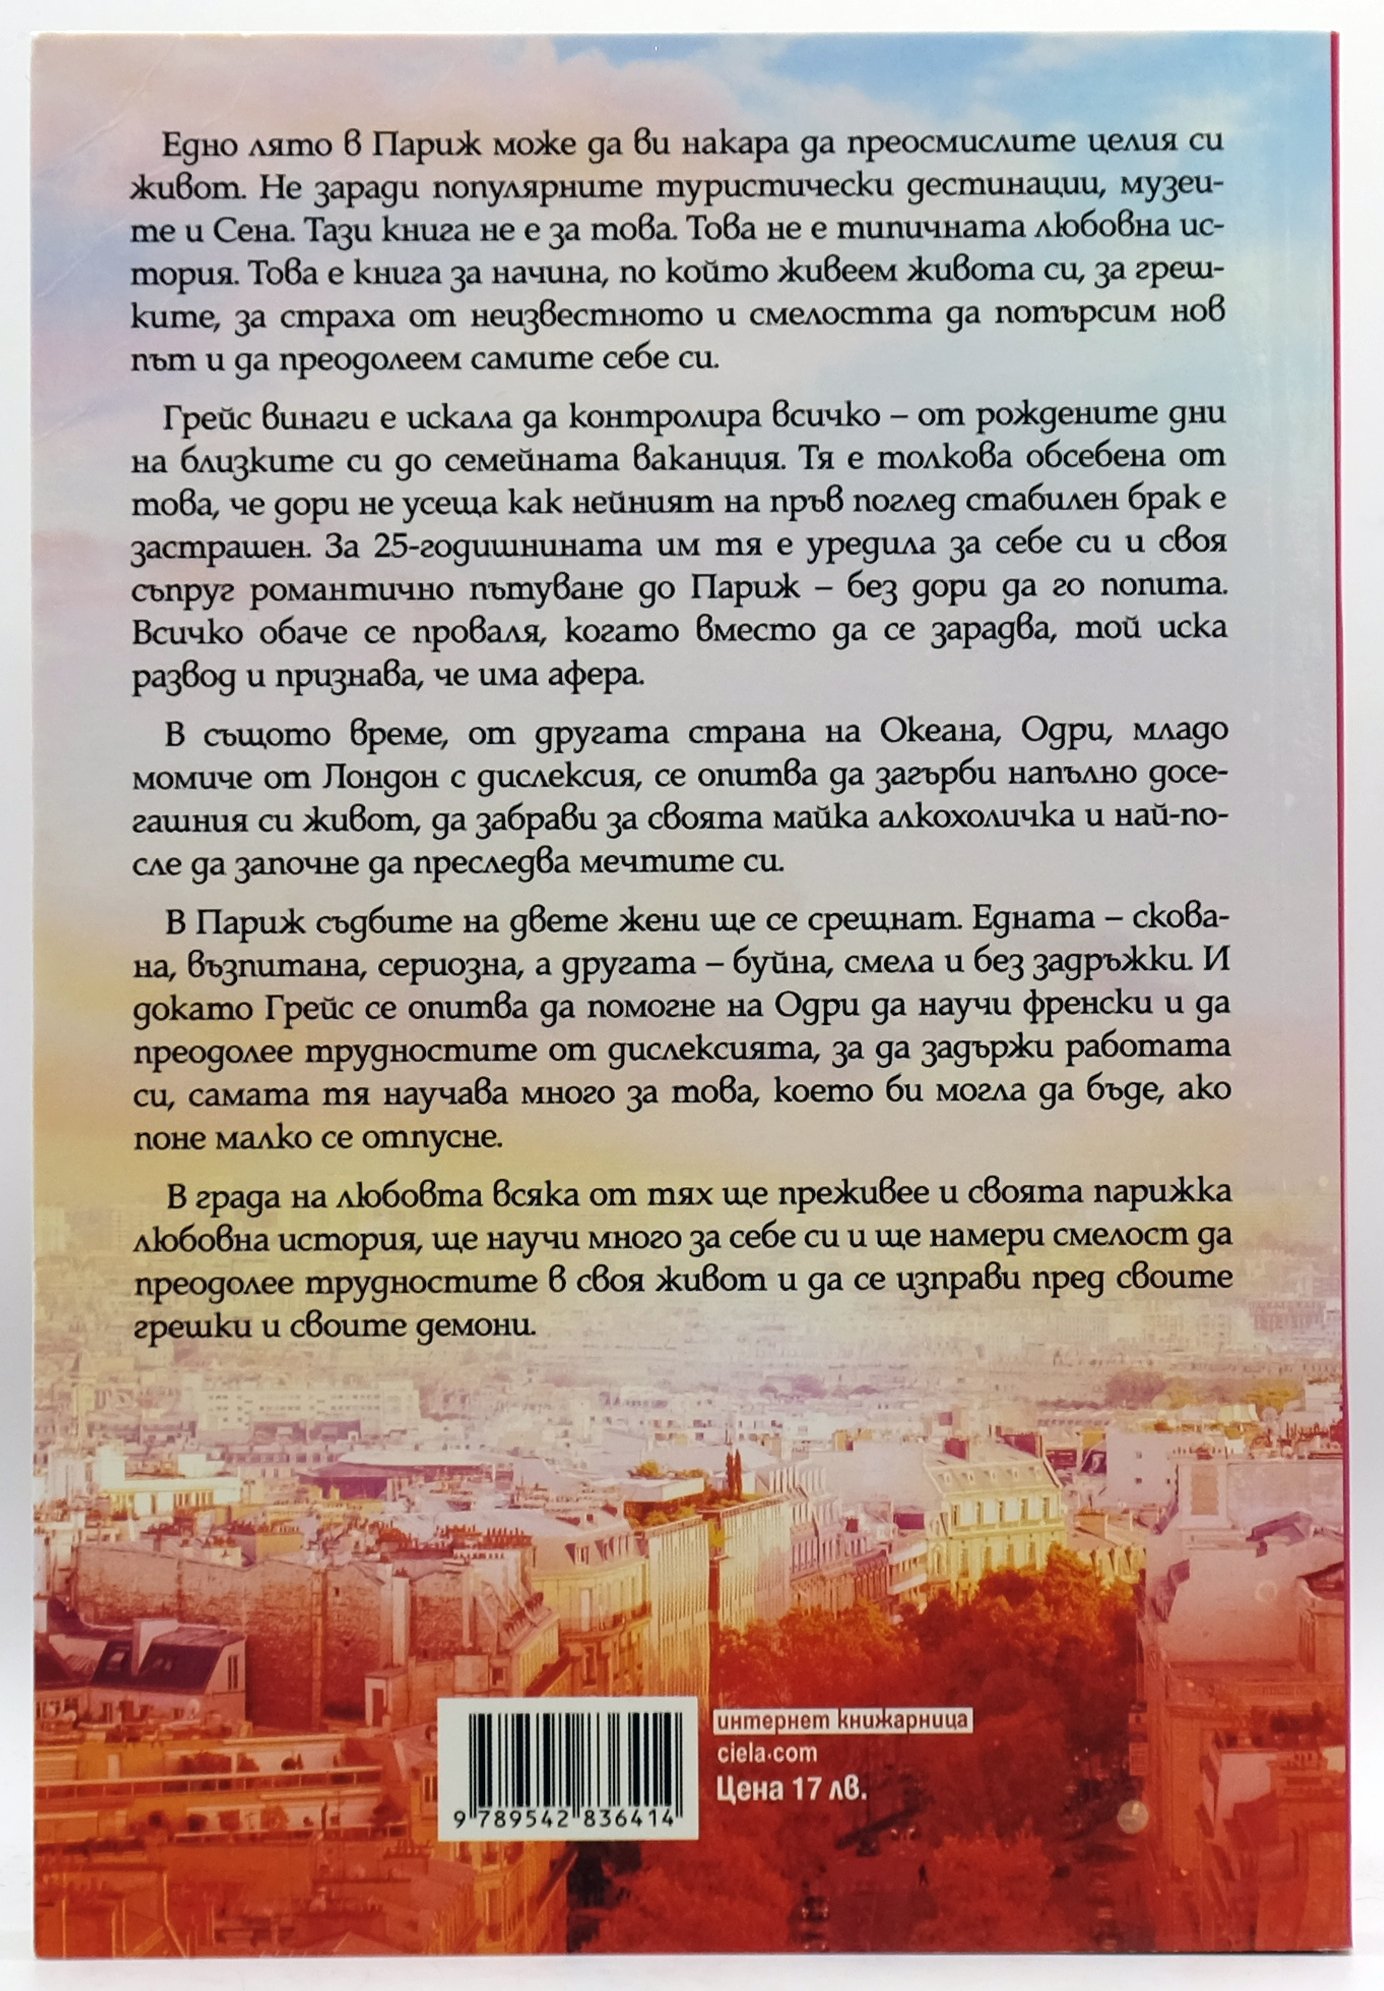 Едно лято в Париж може да ви накара да преосмислите целия си
живот. Не заради популярните туристически дестинации, музеи-
те и Сена. Тази книга не е за това. Това не е типичната любовна ис-
тория. Това е книга за начина, по който живеем живота си, за греш-
ките, за страха от неизвестното и смелостта да потърсим нов
път и да преодолеем самите себе си.
Грейс винаги е искала да контролира всичко – от рождените дни
на близките си до семейната ваканция. Тя е толкова обсебена от
това, че дори не усеща как нейният на пръв поглед стабилен брак е
застрашен. За 25-годишнината им тя е уредила за себе си и своя
съпруг романтично пътуване до Париж – без дори да го попита.
Всичко обаче се проваля, когато вместо да се зарадва, той иска
развод и признава, че има афера.
В същото време, от другата страна на Океана, Одри, младо
момиче от Лондон с дислексия, се опитва да загърби напълно досе-
гашния си живот, да забрави за своята майка алкохоличка и най-по-
сле да започне да преследва мечтите си.
В Париж съдбите на двете жени ще се срещнат. Едната – скова-
на, възпитана, сериозна, а другата – буйна, смела и без задръжки. И
докато Грейс се опитва да помогне на Одри да научи френски и да
преодолее трудностите от дислексията, за да задържи работата
си, самата тя научава много за това, което би могла да бъде, ако
поне малко се отпусне.
В града на любовта всяка от тях ще преживее и своята парижка
любовна история, ще научи много за себе си и ще намери смелост да
преодолее трудностите в своя живот и да се изправи пред своите
грешки и своите демони.
интернет книжарница
ciela.com
Цена 17 лв.
9 789542 836414